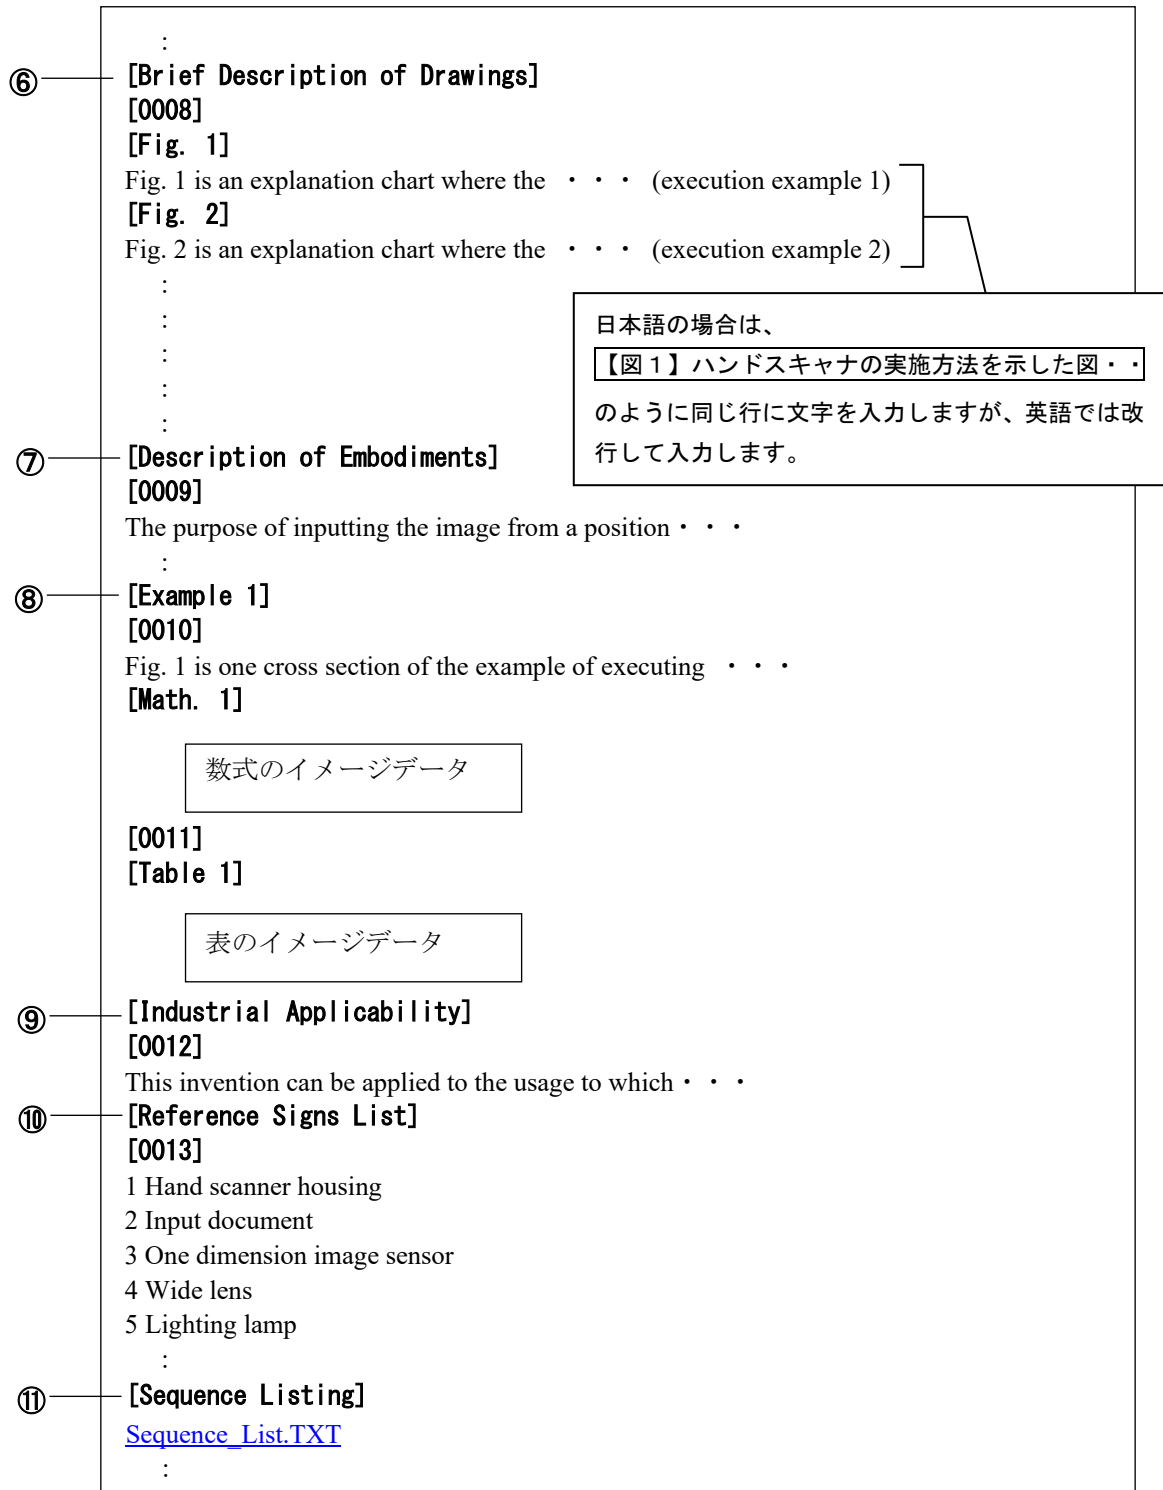 :
⑥ [Brief Description of Drawings]
[0008]
[Fig. 1]
Fig. 1 is an explanation chart where the ・・・ (execution example 1)
[Fig. 2]
Fig. 2 is an explanation chart where the ・・・ (execution example 2)
:
:
:
:
:
日本語の場合は、
【図１】ハンドスキャナの実施方法を示した図・・
のように同じ行に文字を入力しますが、英語では改
行して入力します。
⑦ [Description of Embodiments]
[0009]
The purpose of inputting the image from a position・・・
:
⑧ [Example 1]
[0010]
Fig. 1 is one cross section of the example of executing ・・・
[Math. 1]
数式のイメージデータ
[0011]
[Table 1]
表のイメージデータ
⑨ [Industrial Applicability]
[0012]
This invention can be applied to the usage to which・・・
⑩ [Reference Signs List]
[0013]
1 Hand scanner housing
2 Input document
3 One dimension image sensor
4 Wide lens
5 Lighting lamp
:
⑪ [Sequence Listing]
Sequence_List.TXT
: